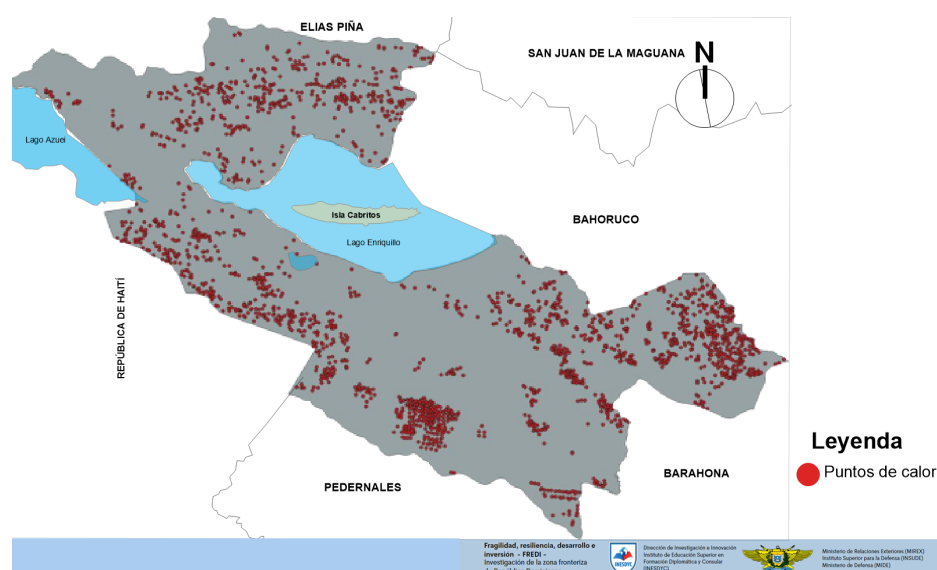 ELIAS PIÑA
SAN JUAN DE LA MAGUANA
N
Lago Azuei
Isla Cabritos
BAHORUCO
Lago Enriquillo
REPÚBLICA DE HAITÍ
Leyenda
Puntos de calor
BARAHONA
PEDERNALES
Fragilidad, resiliencia, desarrollo e
inversión - FREDI -
Investigación de la zona fronteriza
INESDYC
Dirección de Investigación e Innovación
Instituto de Educación Superior en
Formación Diplomática y Consular
(INESDYC)
Ministerio de Relaciones Exteriores (MIREX)
Instituto Superior para la Defensa (INSUDE)
Ministerio de Defensa (MIDE)